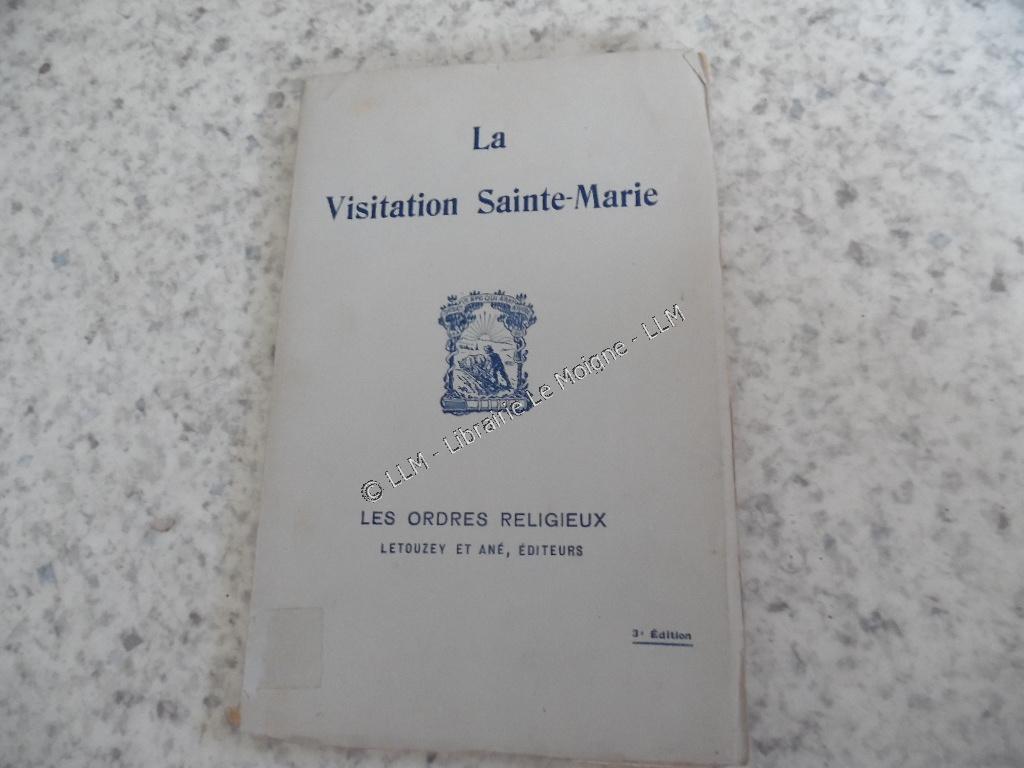 La
Visitation Sainte-Marie
© LLM - Librairie Le Moigne - LLM
LES ORDRES RELIGIEUX
LETOUZEY ET ANÉ, ÉDITEURS
3e Édition